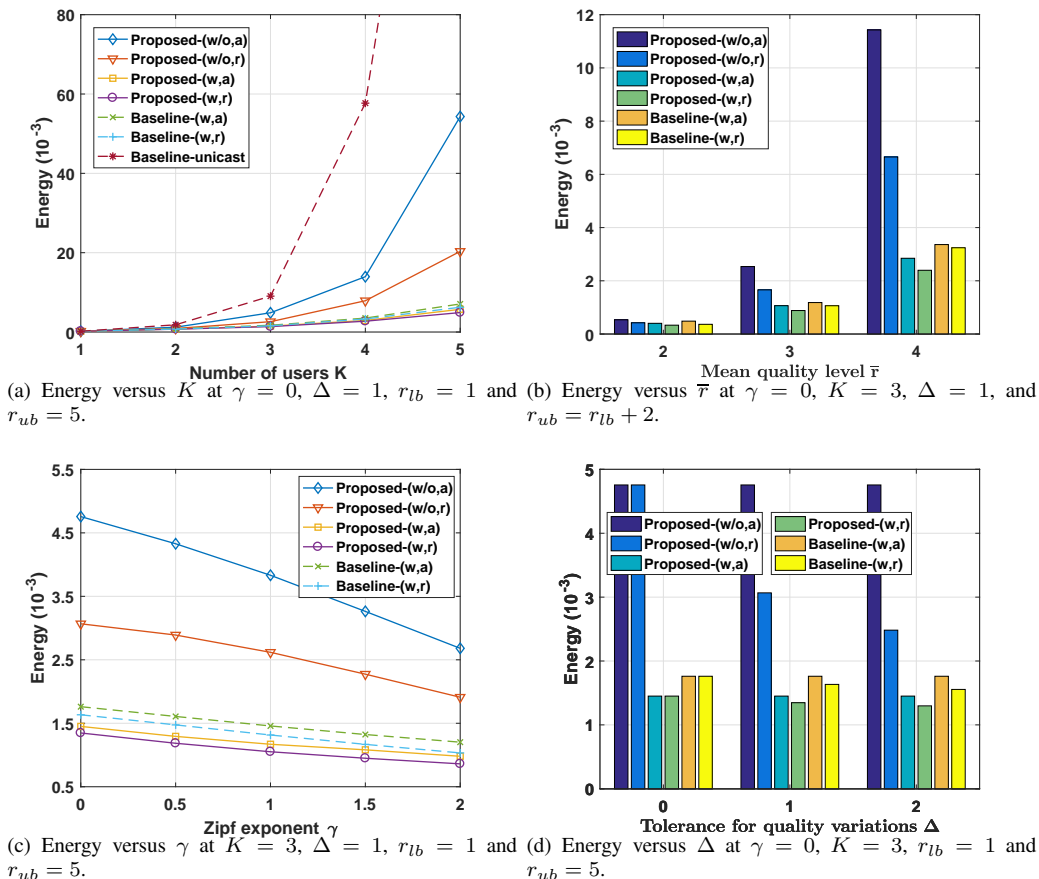 80
60
40
20
0
Energy (10⁻³)
Proposed-(w/o,a)
Proposed-(w/o,r)
Proposed-(w,a)
Proposed-(w,r)
Baseline-(w,a)
Baseline-(w,r)
Baseline-unicast
1 2 3 4 5
Number of users K
(a) Energy versus K at γ = 0, Δ = 1, r_lb = 1 and
r_ub = 5.
12
10
8
6
4
2
0
Energy (10⁻³)
Proposed-(w/o,a)
Proposed-(w/o,r)
Proposed-(w,a)
Proposed-(w,r)
Baseline-(w,a)
Baseline-(w,r)
2 3 4
Mean quality level r̅
(b) Energy versus r̅ at γ = 0, K = 3, Δ = 1, and
r_ub = r_lb + 2.
5.5
4.5
3.5
2.5
1.5
0.5
Energy (10⁻³)
Proposed-(w/o,a)
Proposed-(w/o,r)
Proposed-(w,a)
Proposed-(w,r)
Baseline-(w,a)
Baseline-(w,r)
0 0.5 1 1.5 2
Zipf exponent γ
(c) Energy versus γ at K = 3, Δ = 1, r_lb = 1 and
r_ub = 5.
5
4
3
2
1
0
Energy (10⁻³)
Proposed-(w/o,a) Proposed-(w,r)
Proposed-(w/o,r) Baseline-(w,a)
Proposed-(w,a) Baseline-(w,r)
0 1 2
Tolerance for quality variations Δ
(d) Energy versus Δ at γ = 0, K = 3, r_lb = 1 and
r_ub = 5.